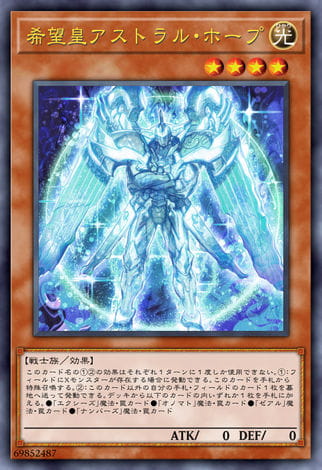 希望皇アストラル・ホープ
光
【戦士族/効果】
このカード名の①②の効果はそれぞれ1ターンに1度しか使用できない。①:フ
ィールドにXモンスターが存在する場合に発動できる。このカードを手札から
特殊召喚する。②:このカード以外の自分の手札・フィールドのカード1枚を墓
地へ送って発動できる。デッキから以下のカードの内いずれか1枚を手札に加
える。●「エクシーズ」魔法・罠カード●「オノマト」魔法・罠カード●「ゼアル」魔
法・罠カード●「ナンバーズ」魔法・罠カード
ATK/ 0 DEF/ 0
69852487